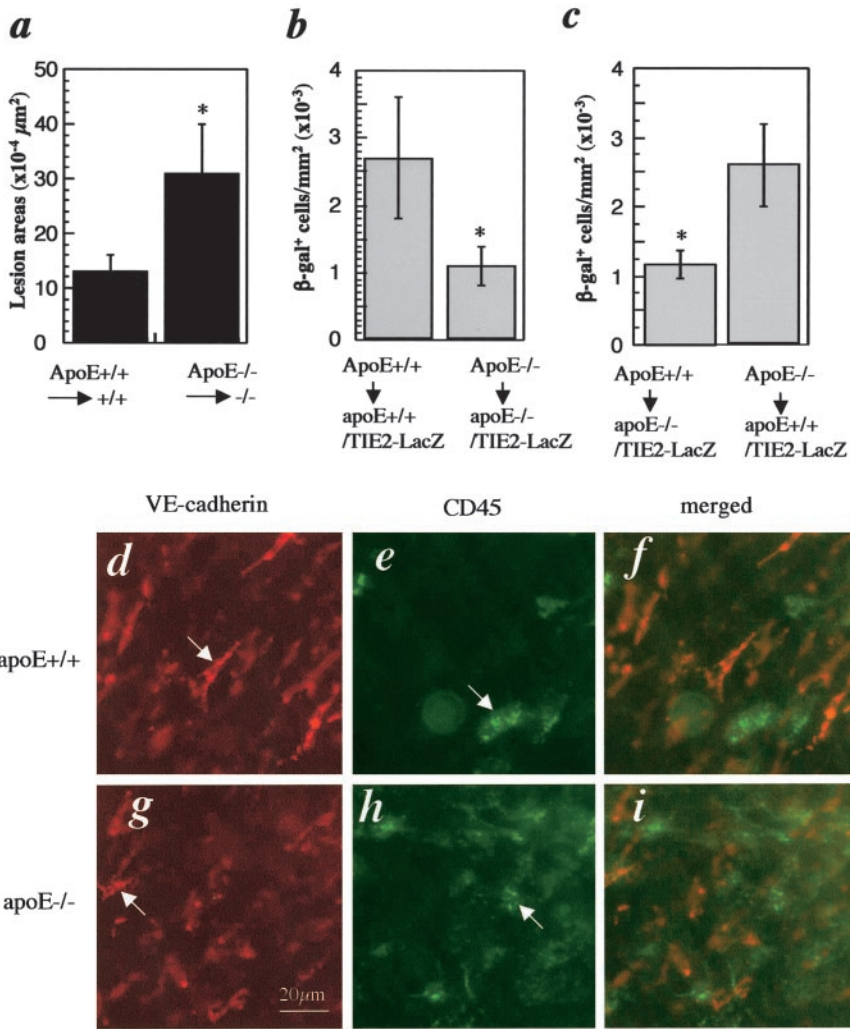 a
Lesion areas (x10-4 µm²)
50
40
30
20
10
0
*
ApoE+/+
+/+
ApoE-/-
-/-
b
β-gal+ cells/mm² (x10-3)
4
3
2
1
0
*
ApoE+/+
apoE+/+
/TIE2-LacZ
ApoE-/-
apoE-/-
/TIE2-LacZ
c
β-gal+ cells/mm² (x10-3)
4
3
2
1
0
*
ApoE+/+
apoE-/-
/TIE2-LacZ
ApoE-/-
apoE+/+
/TIE2-LacZ
VE-cadherin
CD45
merged
apoE+/+
d
e
f
apoE-/-
g
h
i
20µm